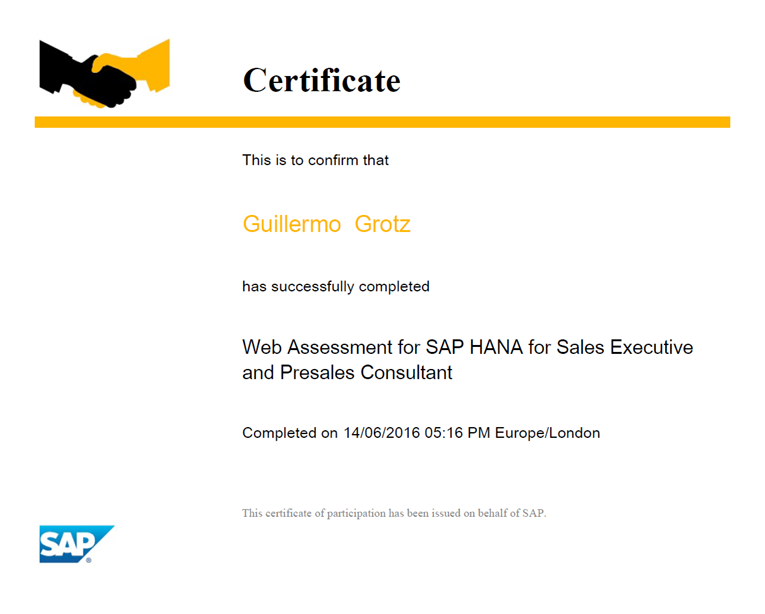 Certificate
This is to confirm that
Guillermo Grotz
has successfully completed
Web Assessment for SAP HANA for Sales Executive
and Presales Consultant
Completed on 14/06/2016 05:16 PM Europe/London
This certificate of participation has been issued on behalf of SAP.
SAP®